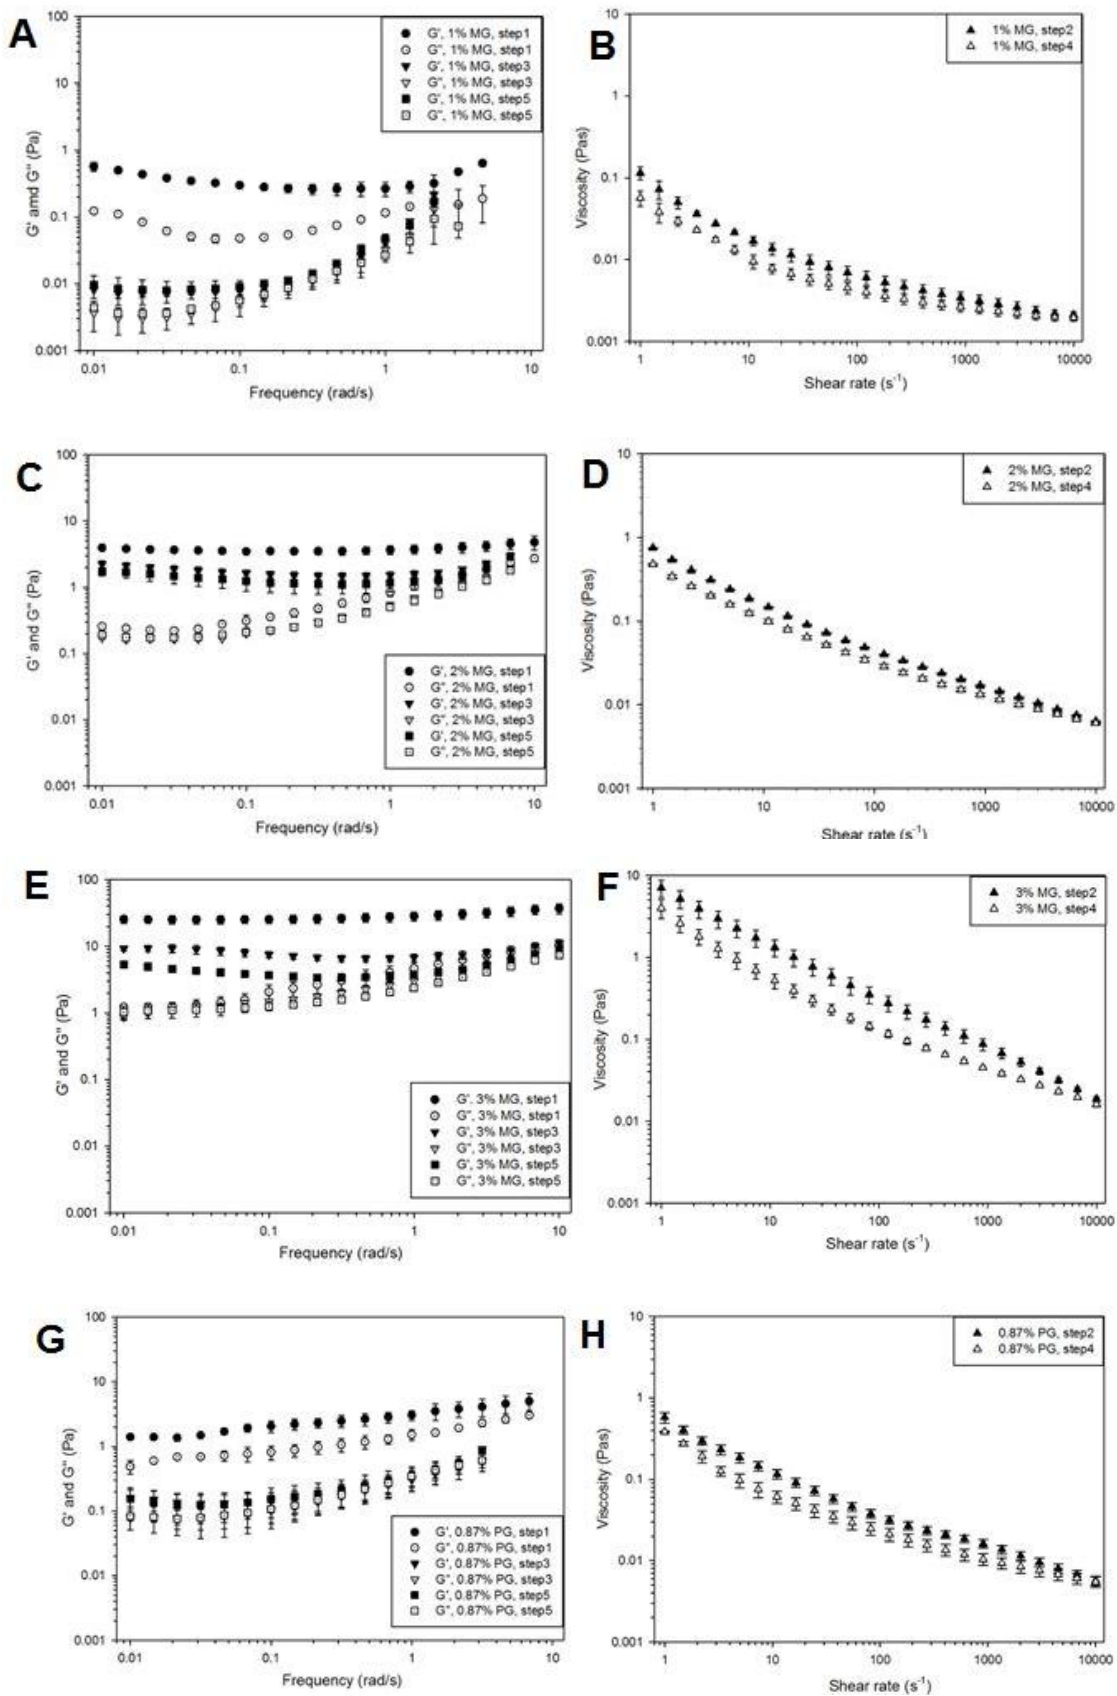 A
100
10
1
0.1
0.01
0.001
G' amd G" (Pa)
G', 1% MG, step1
G", 1% MG, step1
G', 1% MG, step3
G", 1% MG, step3
G', 1% MG, step5
G", 1% MG, step5
0.01 0.1 1 10
Frequency (rad/s)
B
10
1
0.1
0.01
0.001
Viscosity (Pas)
1% MG, step2
1% MG, step4
1 10 100 1000 10000
Shear rate (s-1)
C
100
10
1
0.1
0.01
0.001
G' and G" (Pa)
G', 2% MG, step1
G", 2% MG, step1
G', 2% MG, step3
G", 2% MG, step3
G', 2% MG, step5
G", 2% MG, step5
0.01 0.1 1 10
Frequency (rad/s)
D
10
1
0.1
0.01
0.001
Viscosity (Pas)
2% MG, step2
2% MG, step4
1 10 100 1000 10000
Shear rate (s-1)
E
100
10
1
0.1
0.01
0.001
G' and G" (Pa)
G', 3% MG, step1
G", 3% MG, step1
G', 3% MG, step3
G", 3% MG, step3
G', 3% MG, step5
G", 3% MG, step5
0.01 0.1 1 10
Frequency (rad/s)
F
10
1
0.1
0.01
0.001
Viscosity (Pas)
3% MG, step2
3% MG, step4
1 10 100 1000 10000
Shear rate (s-1)
G
100
10
1
0.1
0.01
0.001
G' and G" (Pa)
G', 0.87% PG, step1
G", 0.87% PG, step1
G', 0.87% PG, step3
G", 0.87% PG, step3
G', 0.87% PG, step5
G", 0.87% PG, step5
0.01 0.1 1 10
Frequency (rad/s)
H
10
1
0.1
0.01
0.001
Viscosity (Pas)
0.87% PG, step2
0.87% PG, step4
1 10 100 1000 10000
Shear rate (s-1)